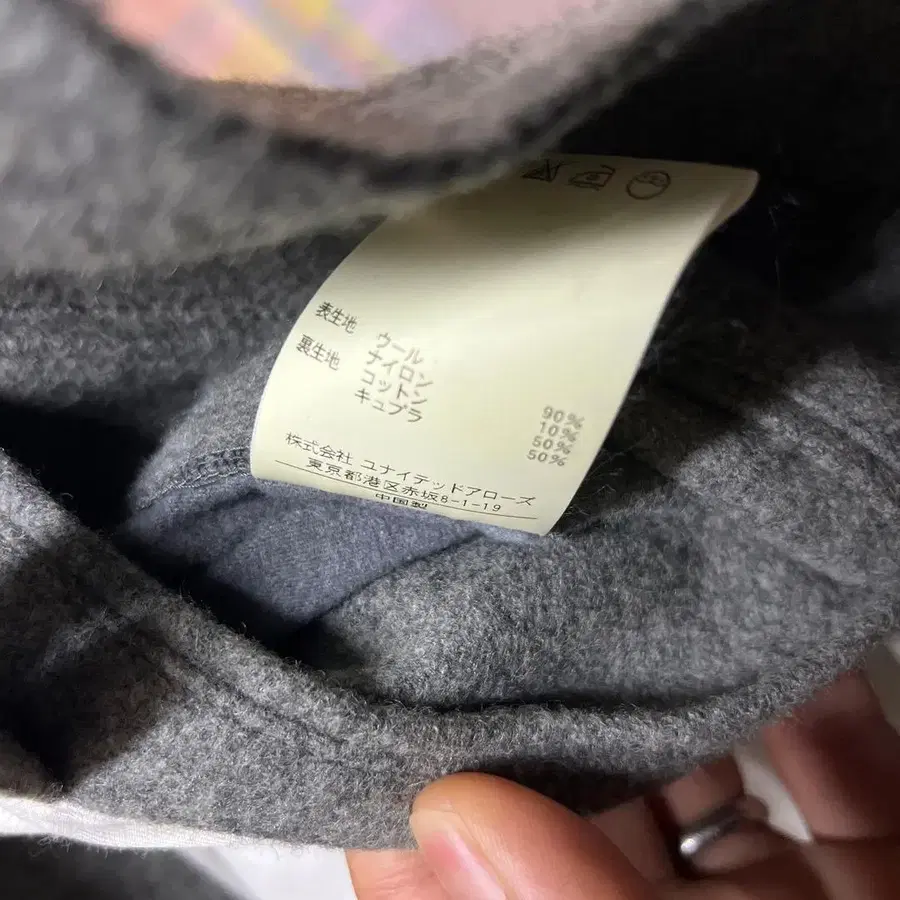 表生地 ウール 90%
ナイロン 10%
裏生地 コットン 50%
キュプラ 50%
株式会社 ユナイテッドアローズ
東京都港区赤坂8-1-19
中国製